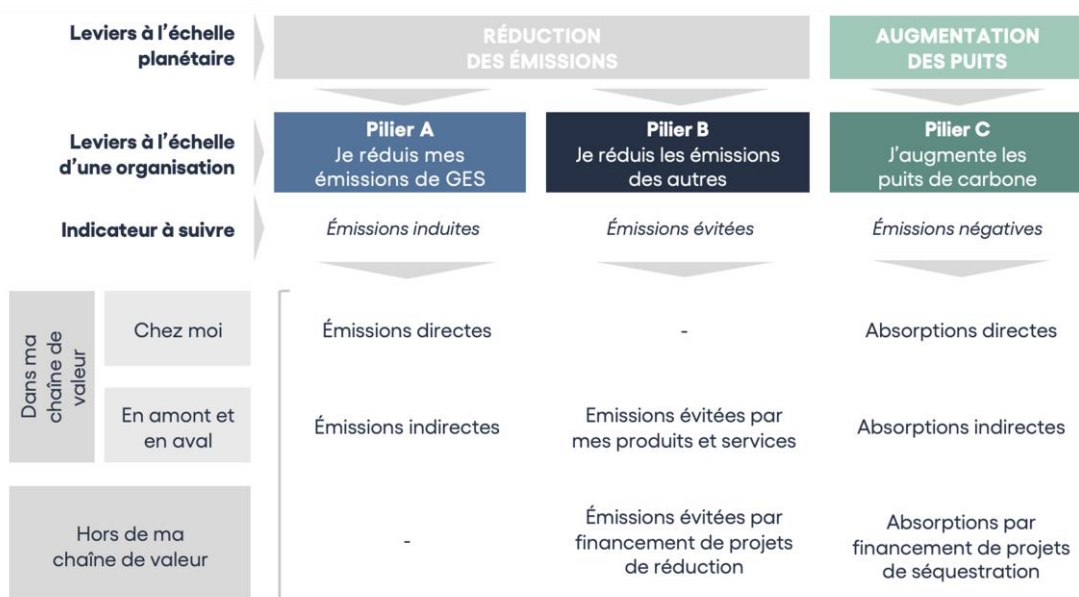 Leviers à l'échelle
planétaire
RÉDUCTION
DES ÉMISSIONS
AUGMENTATION
DES PUITS
Leviers à l'échelle
d'une organisation
Pilier A
Je réduis mes
émissions de GES
Pilier B
Je réduis les émissions
des autres
Pilier C
J'augmente les
puits de carbone
Indicateur à suivre
Émissions induites
Émissions évitées
Émissions négatives
Dans ma
chaîne de
valeur
Chez moi
Émissions directes
-
Absorptions directes
En amont et
en aval
Émissions indirectes
Emissions évitées par
mes produits et services
Absorptions indirectes
Hors de ma
chaîne de valeur
-
Émissions évitées par
financement de projets
de réduction
Absorptions par
financement de projets
de séquestration